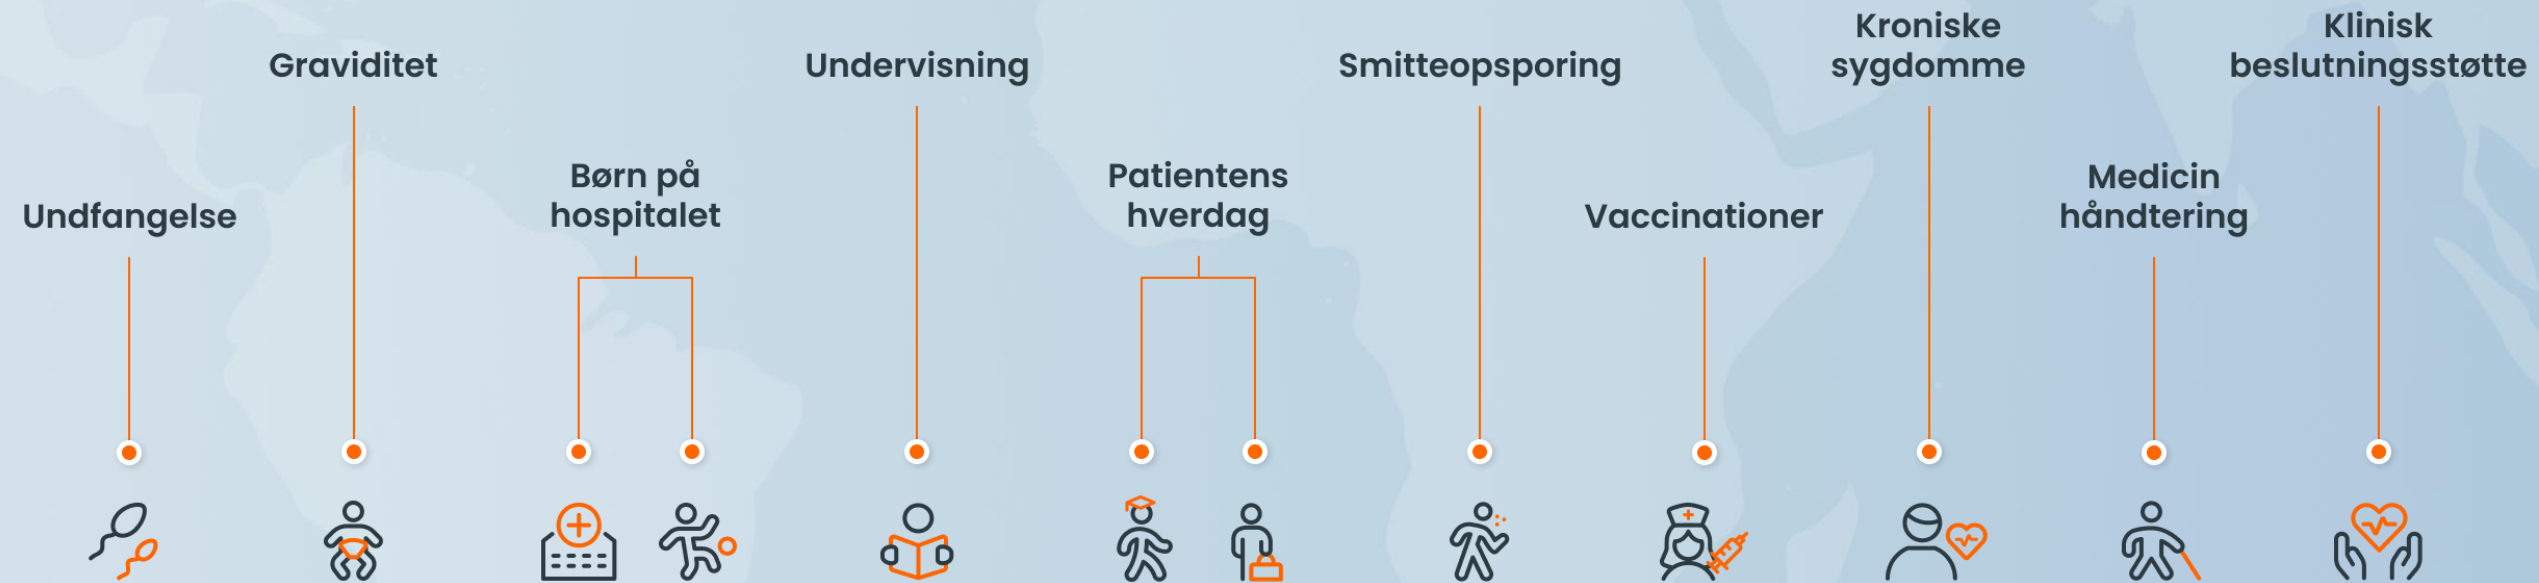 Undfangelse
Graviditet
Børn på
hospitalet
Undervisning
Patientens
hverdag
Smitteopsporing
Vaccinationer
Kroniske
sygdomme
Medicin
håndtering
Klinisk
beslutningsstøtte